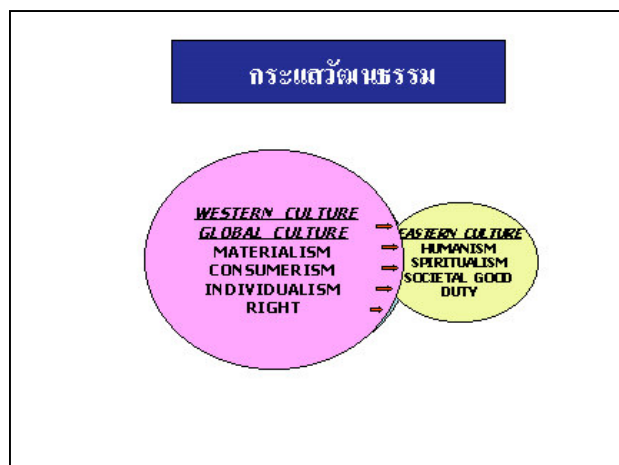 กระแสวัฒนธรรม
WESTERN CULTURE
GLOBAL CULTURE
MATERIALISM
CONSUMERISM
INDIVIDUALISM
RIGHT
EASTERN CULTURE
HUMANISM
SPIRITUALISM
SOCIETAL GOOD
DUTY